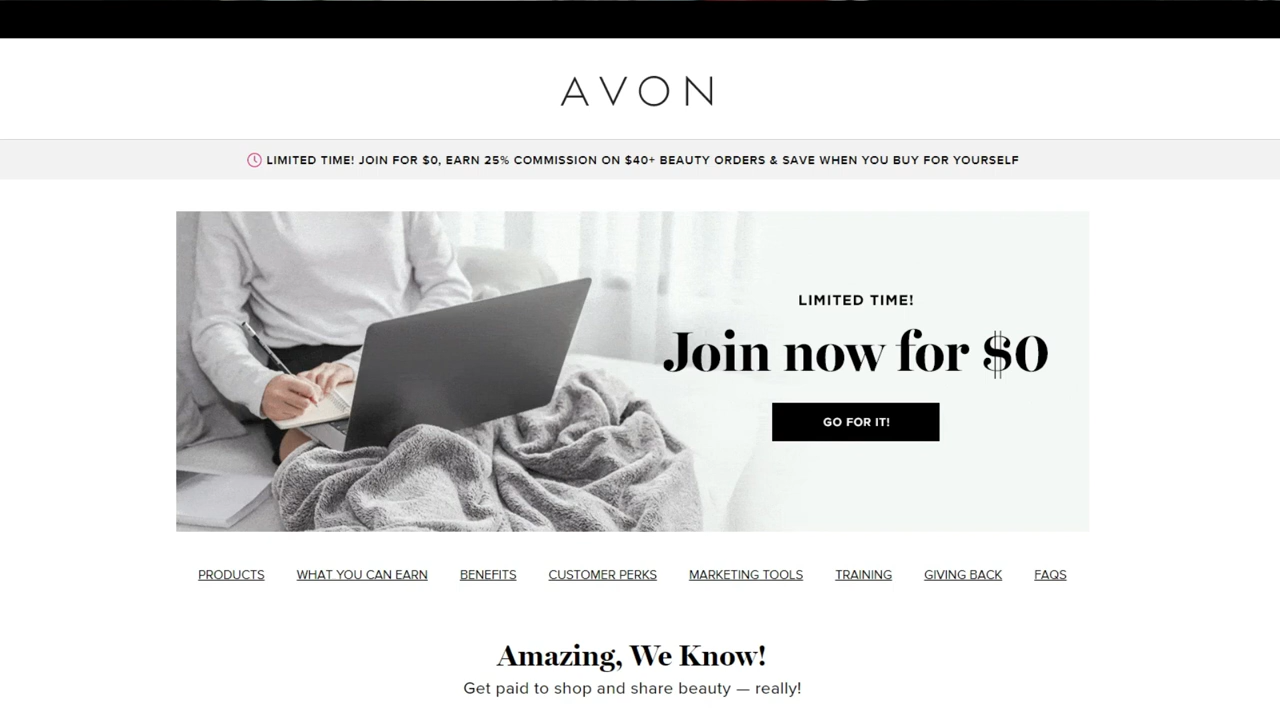 AVON
LIMITED TIME! JOIN FOR $0, EARN 25% COMMISSION ON $40+ BEAUTY ORDERS & SAVE WHEN YOU BUY FOR YOURSELF
LIMITED TIME!
Join now for $0
GO FOR IT!
PRODUCTS WHAT YOU CAN EARN BENEFITS CUSTOMER PERKS MARKETING TOOLS TRAINING GIVING BACK FAQS
Amazing, We Know!
Get paid to shop and share beauty — really!